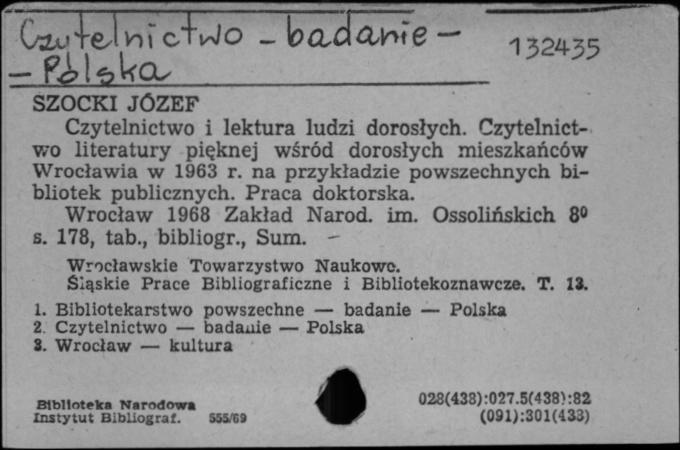 Czytelnictwo - badanie -
- Polska
132435
SZOCKI JÓZEF
Czytelnictwo i lektura ludzi dorosłych. Czytelnict-
wo literatury pięknej wśród dorosłych mieszkańców
Wrocławia w 1963 r. na przykładzie powszechnych bi-
bliotek publicznych. Praca doktorska.
Wrocław 1968 Zakład Narod. im. Ossolińskich 8⁰
s. 178, tab., bibliogr., Sum. -
Wrocławskie Towarzystwo Naukowe.
Śląskie Prace Bibliograficzne i Bibliotekoznawcze. T. 13.
1. Bibliotekarstwo powszechne — badanie — Polska
2. Czytelnictwo — badanie — Polska
3. Wrocław — kultura
Biblioteka Narodowa
Instytut Bibliograf. 555/69
028(438):027.5(438):82
(091):301(438)